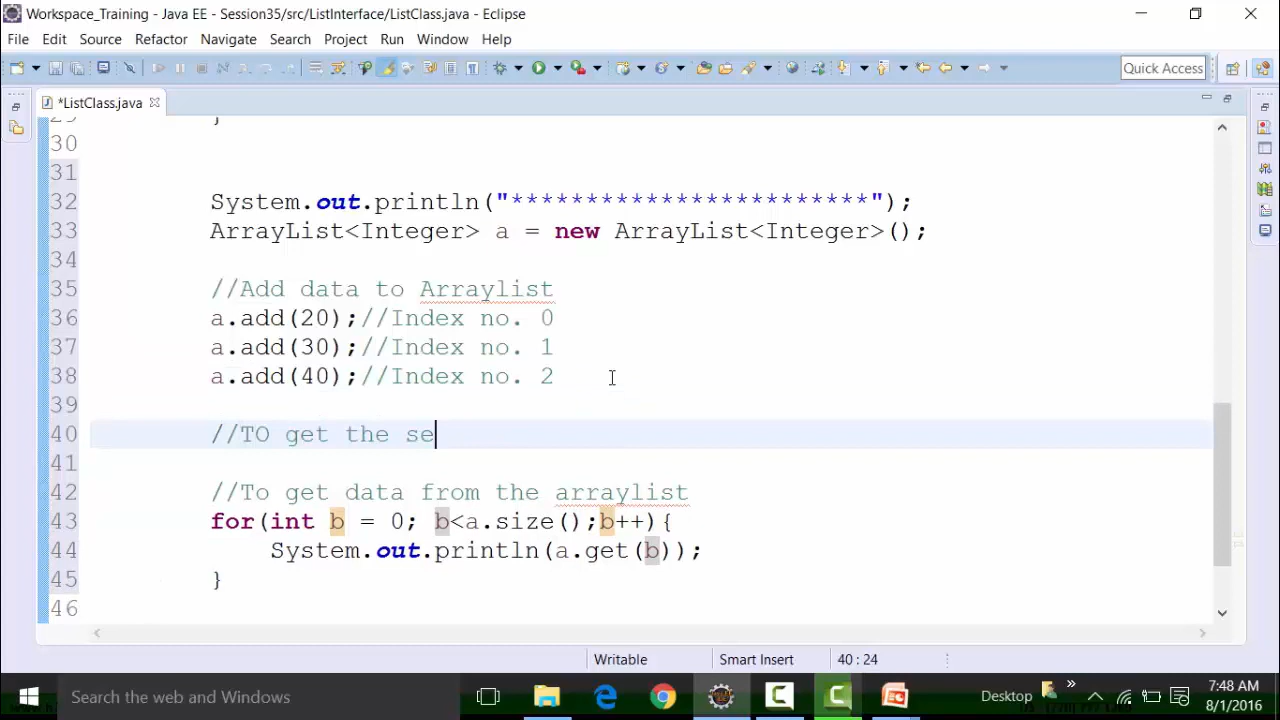 Workspace_Training - Java EE - Session35/src/ListInterface/ListClass.java - Eclipse
File Edit Source Refactor Navigate Search Project Run Window Help
Quick Access
*ListClass.java
29 }
30
31
32 System.out.println("************************");
33 ArrayList<Integer> a = new ArrayList<Integer>();
34
35 //Add data to Arraylist
36 a.add(20);//Index no. 0
37 a.add(30);//Index no. 1
38 a.add(40);//Index no. 2
39
40 //TO get the se
41
42 //To get data from the arraylist
43 for(int b = 0; b<a.size();b++){
44 System.out.println(a.get(b));
45 }
46
Writable Smart Insert 40 : 24
Search the web and Windows
Desktop
7:48 AM
8/1/2016